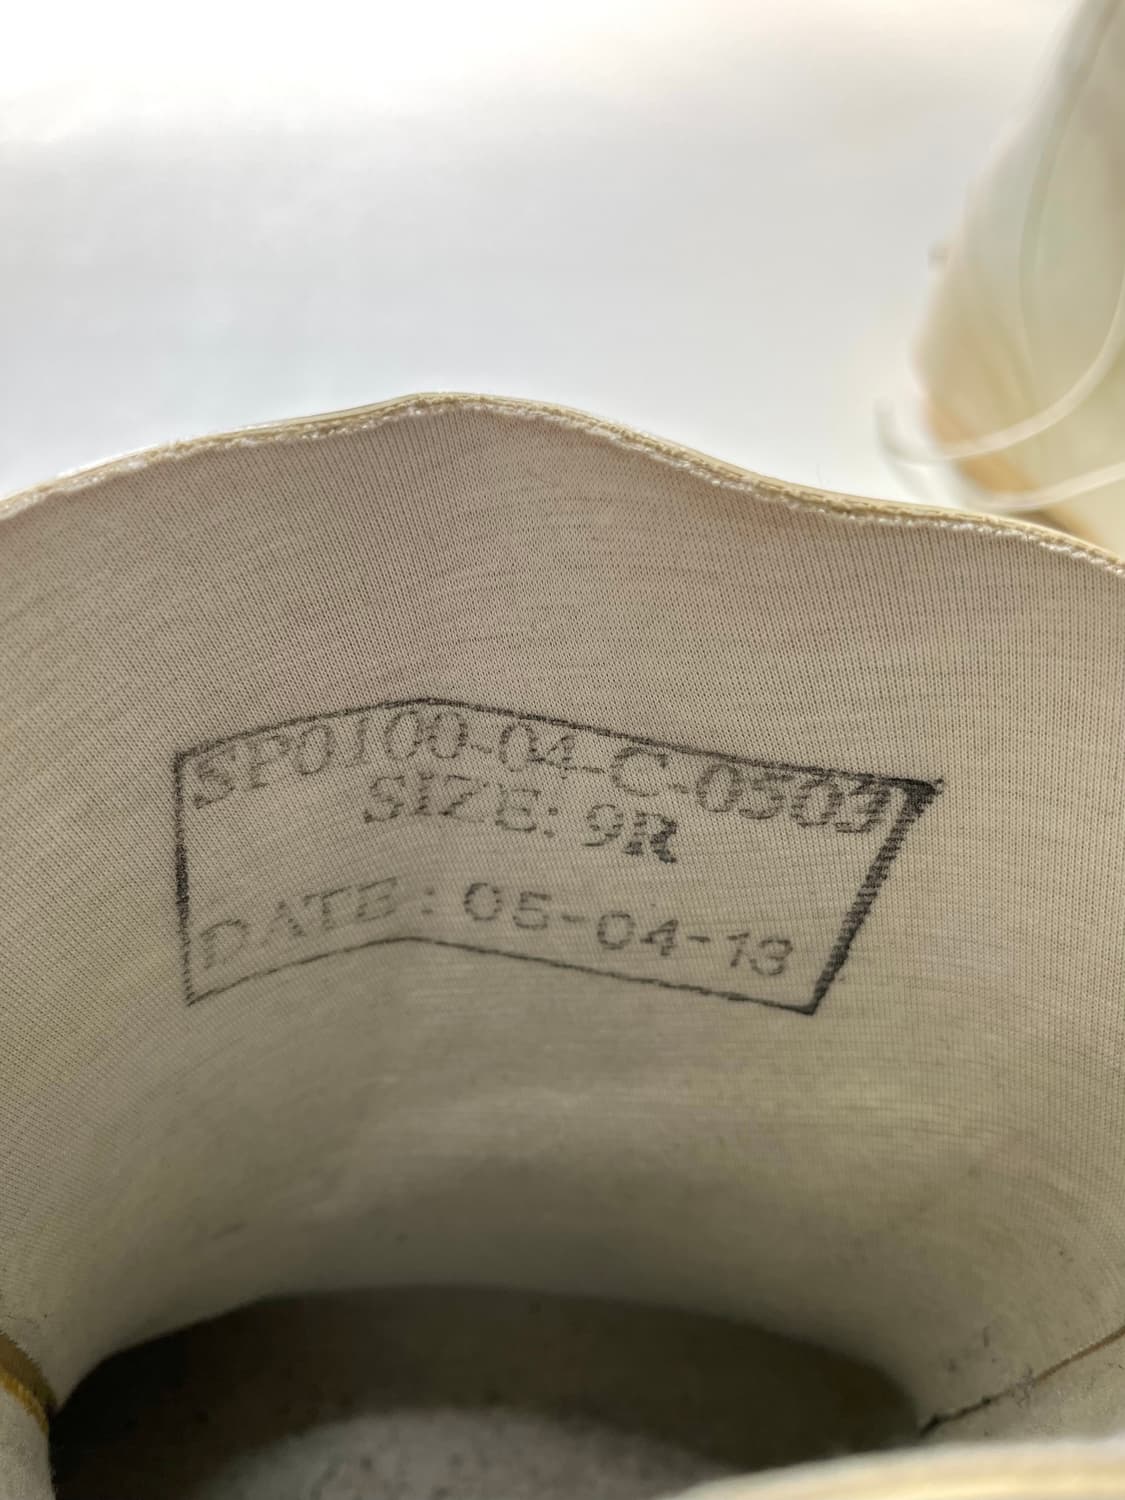 SP0100-04-C-0503
SIZE: 9R
DATE: 05-04-13